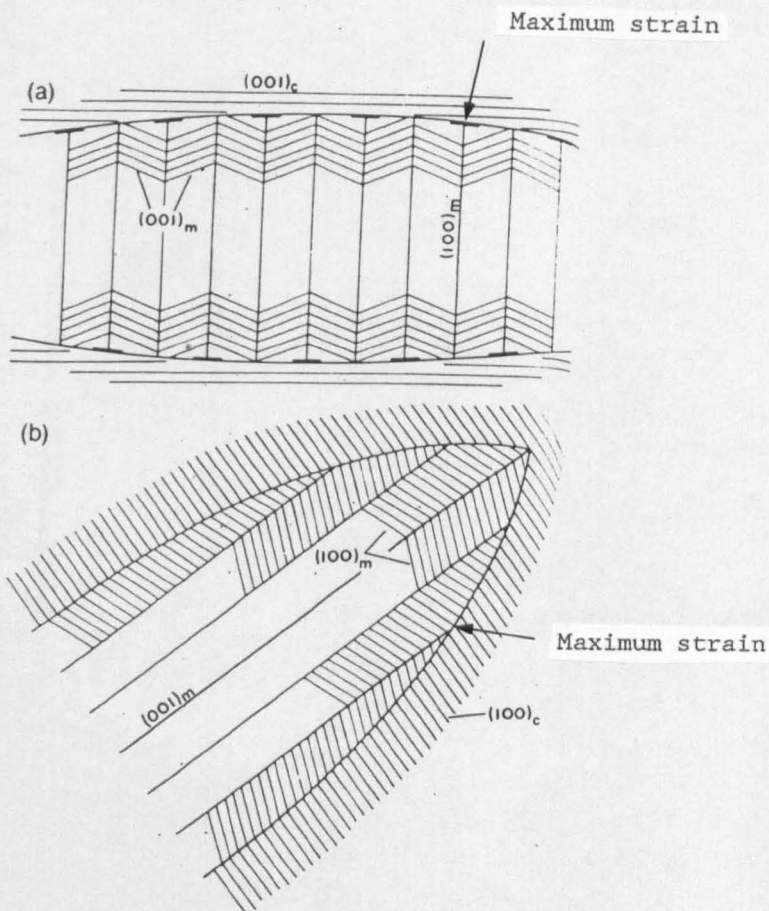 Maximum strain
(a)
(001)c
(001)m
(100)m
(b)
(100)m
Maximum strain
(001)m
(100)c